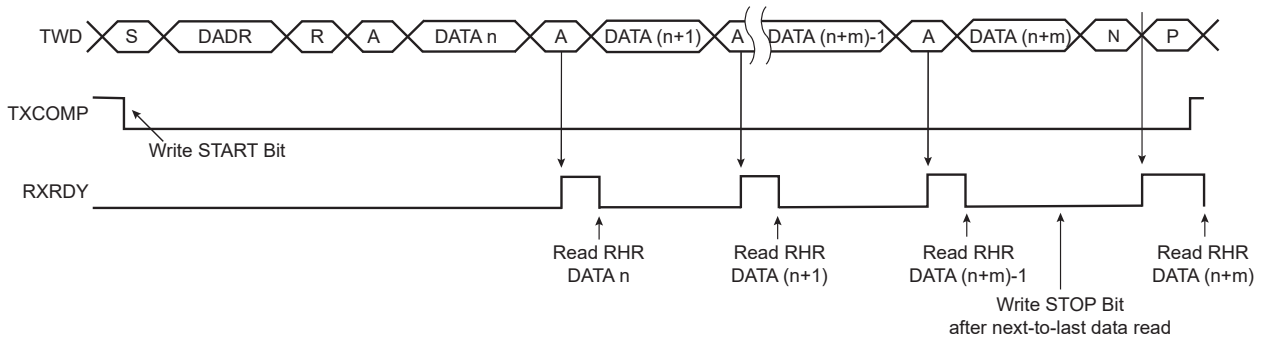 TWD S DADR R A DATA n A DATA (n+1) A DATA (n+m)-1 A DATA (n+m) N P
TXCOMP
Write START Bit
RXRDY
Read RHR
DATA n
Read RHR
DATA (n+1)
Read RHR
DATA (n+m)-1
Read RHR
DATA (n+m)
Write STOP Bit
after next-to-last data read